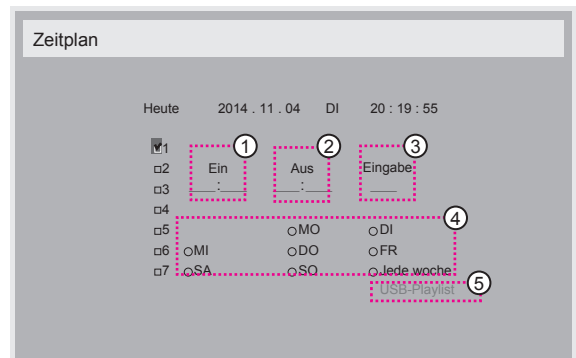 Zeitplan
Heute 2014 . 11 . 04 DI 20 : 19 : 55
1 1 2 3
2 Ein Aus Eingabe
3 __:__ __:__ __
4 4
5 MO DI
6 MI DO FR
7 SA SO Jede woche
USB-Playlist 5